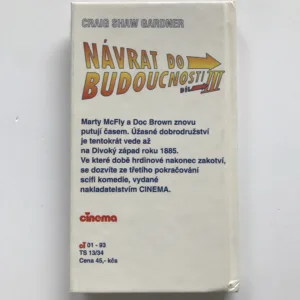 CRAIG SHAW GARDNER
NÁVRAT DO
BUDOUCNOSTI
DÍL III
Marty McFly a Doc Brown znovu
putují časem. Úžasné dobrodružství
je tentokrát vede až
na Divoký západ roku 1885.
Ve které době hrdinové nakonec zakotví,
se dozvíte ze třetího pokračování
scifi komedie, vydané
nakladatelstvím CINEMA.
cinema
01 - 93
TS 13/34
Cena 45,- kčs